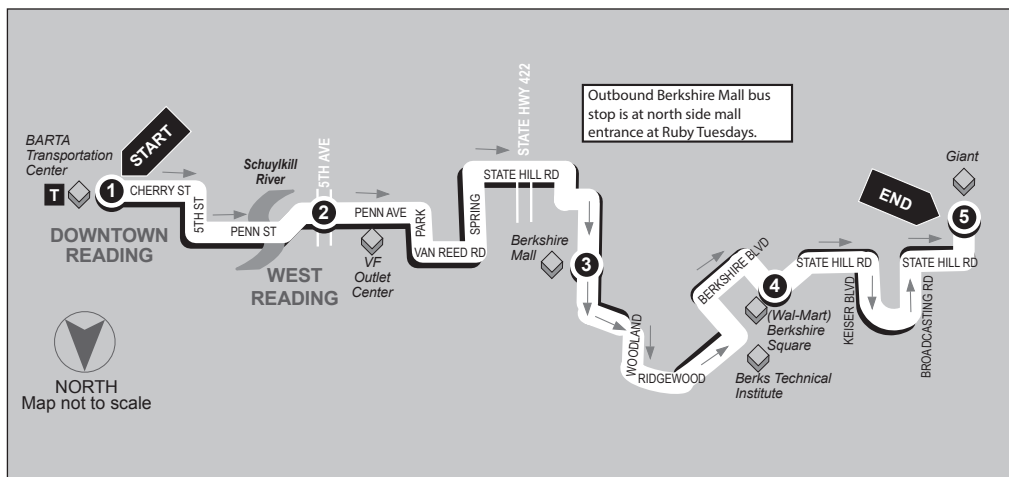 Outbound Berkshire Mall bus
stop is at north side mall
entrance at Ruby Tuesdays.
BARTA
Transportation
Center
T
START
1
CHERRY ST
5TH ST
DOWNTOWN
READING
PENN ST
Schuylkill
River
5TH AVE
2
WEST
READING
PENN AVE
VF
Outlet
Center
PARK
VAN REED RD
SPRING
STATE HWY 422
STATE HILL RD
Berkshire
Mall
3
WOODLAND
RIDGEWOOD
BERKSHIRE BLVD
4
(Wal-Mart)
Berkshire
Square
Berks Technical
Institute
STATE HILL RD
KEISER BLVD
BROADCASTING RD
STATE HILL RD
END
Giant
5
NORTH
Map not to scale